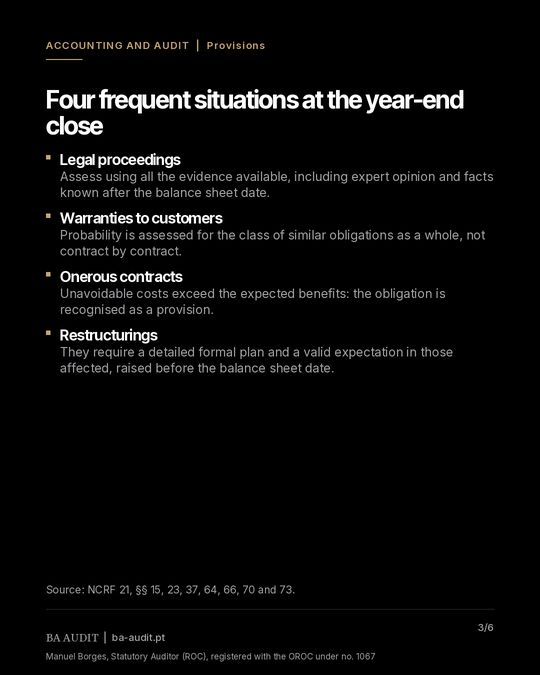 ACCOUNTING AND AUDIT | Provisions
Four frequent situations at the year-end
close
Legal proceedings
Assess using all the evidence available, including expert opinion and facts
known after the balance sheet date.
Warranties to customers
Probability is assessed for the class of similar obligations as a whole, not
contract by contract.
Onerous contracts
Unavoidable costs exceed the expected benefits: the obligation is
recognised as a provision.
Restructurings
They require a detailed formal plan and a valid expectation in those
affected, raised before the balance sheet date.
Source: NCRF 21, §§ 15, 23, 37, 64, 66, 70 and 73.
3/6
BA AUDIT | ba-audit.pt
Manuel Borges, Statutory Auditor (ROC), registered with the OROC under no. 1067